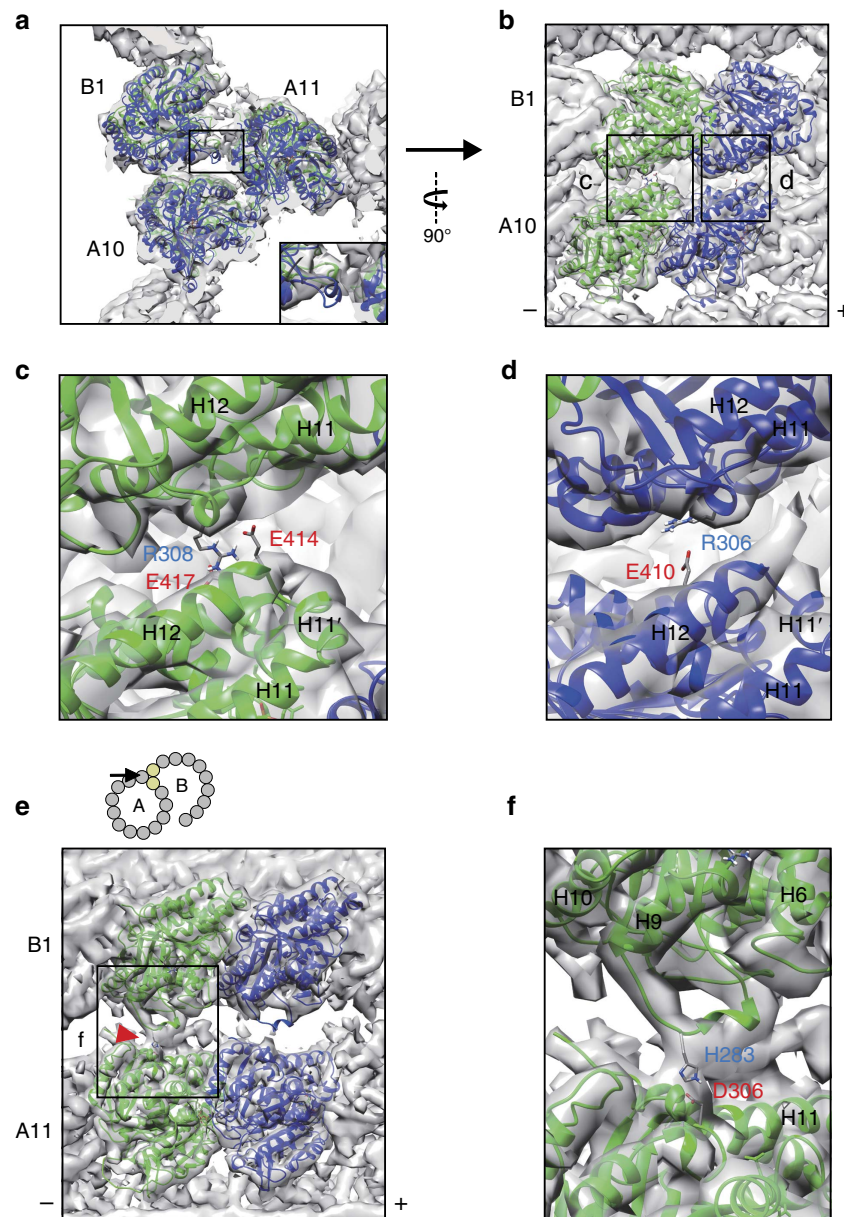 a
B1
A11
A10
90°
b
B1
c
d
A10
–
+
c
H12
H11
R308
E414
E417
H12
H11′
H11
d
H12
H11
R306
E410
H12
H11′
H11
A
B
e
B1
f
A11
–
+
f
H10
H9
H6
H283
D306
H11